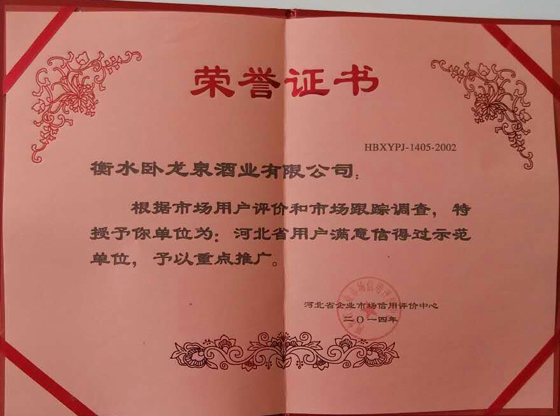 荣誉证书
HBXYPJ-1405-2002
衡水卧龙泉酒业有限公司：
根据市场用户评价和市场跟踪调查，特
授予你单位为：河北省用户满意信得过示范
单位，予以重点推广。
河北省企业市场信用评价中心
二〇一四年